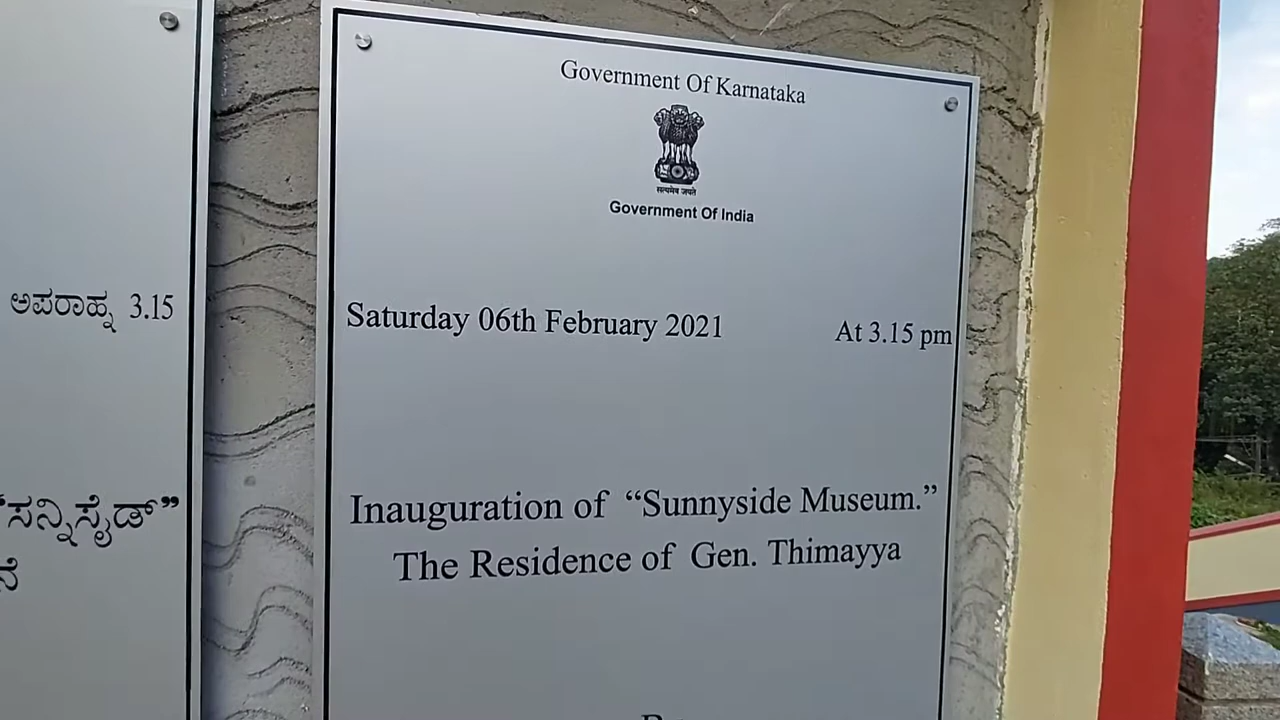 ಅಪರಾಹ್ನ 3.15
“ಸನ್ನಿಸೈಡ್”
Government Of Karnataka
सत्यमेव जयते
Government Of India
Saturday 06th February 2021 At 3.15 pm
Inauguration of “Sunnyside Museum.”
The Residence of Gen. Thimayya